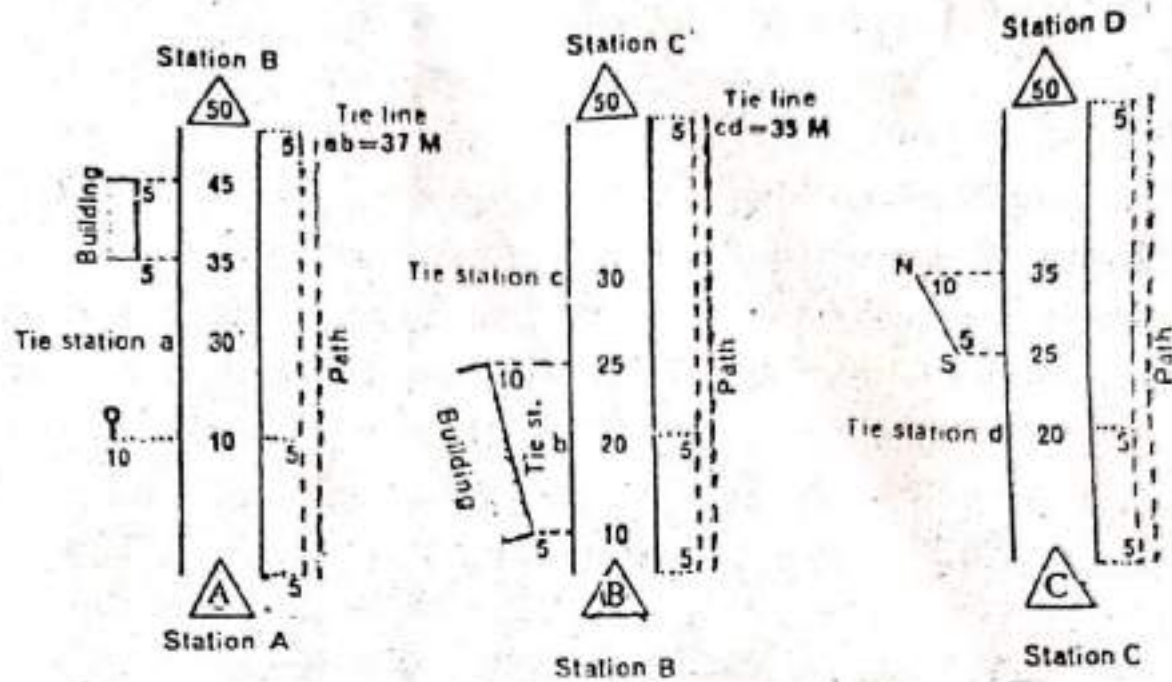 Station B
50
Tie line
ab=37 M
5
45
5
Building
35
5
Tie station a
30
Path
10
10
5
5
A
Station A
Station C
50
Tie line
cd=35 M
5
Tie station c
30
25
10
Building
Tie st.
b
20
5
Path
10
5
5
B
Station B
Station D
50
5
N
10
35
5
S
25
Path
Tie station d
20
5
5
C
Station C